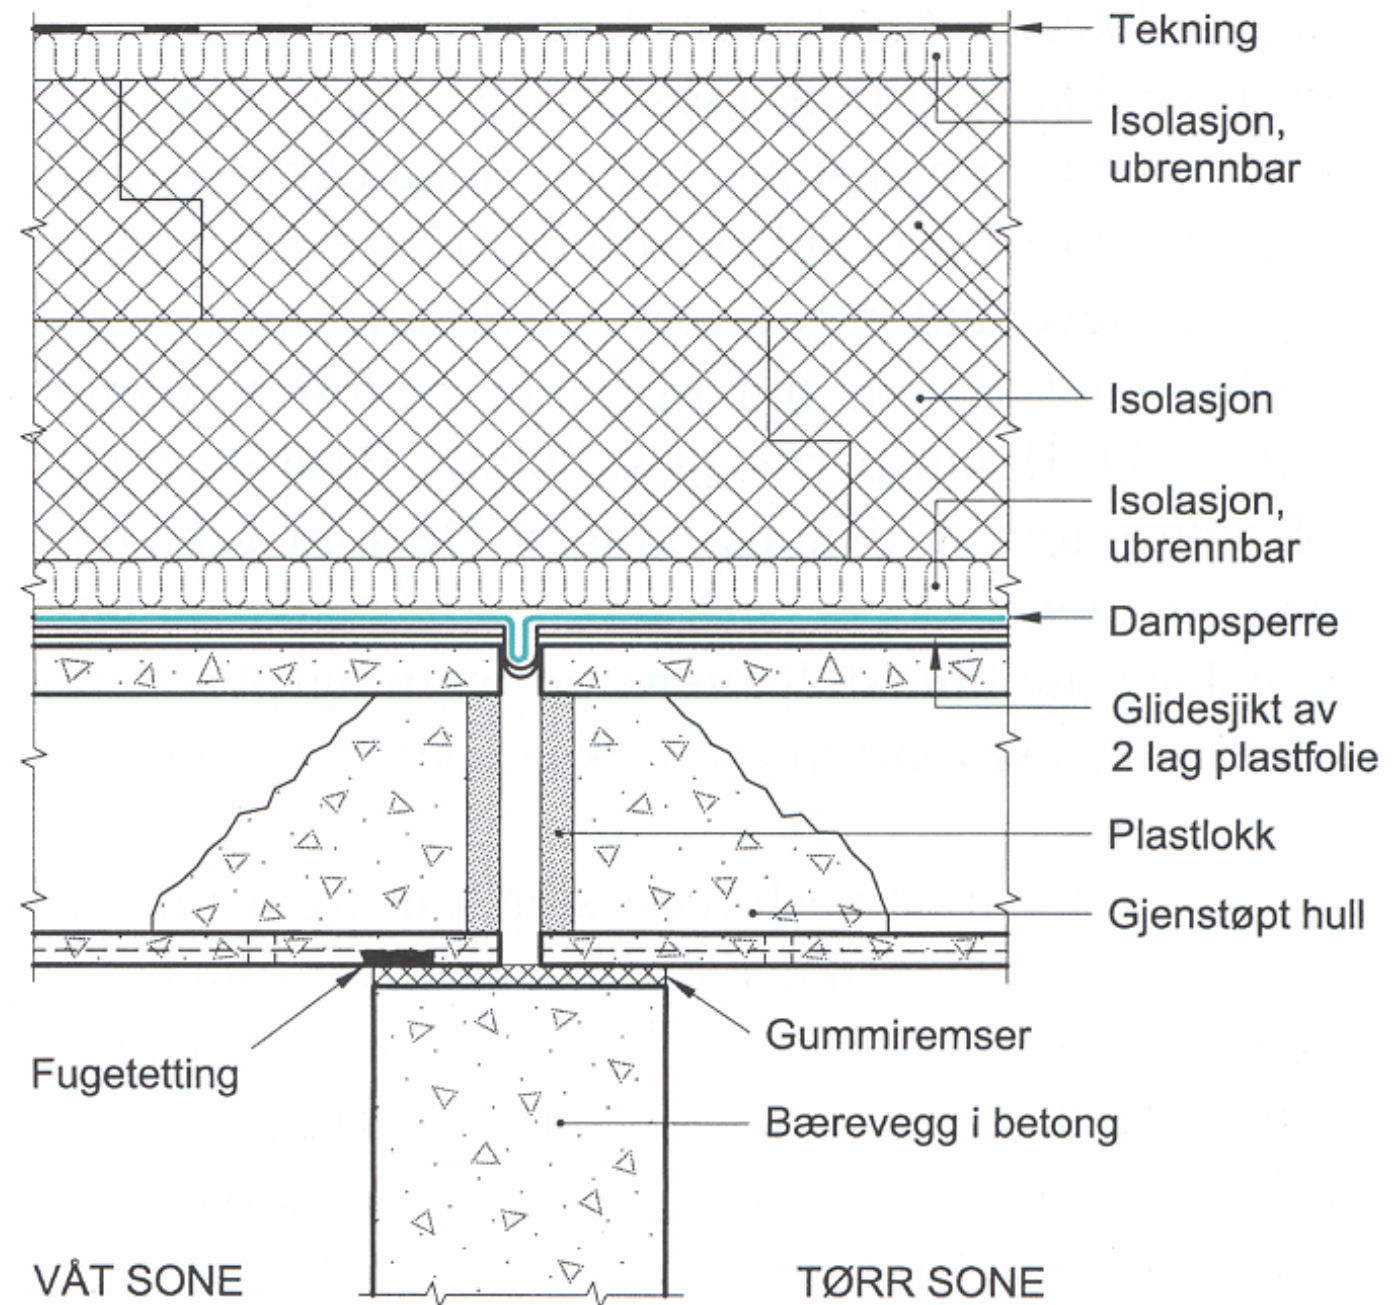 Tekning
Isolasjon,
ubrennbar
Isolasjon
Isolasjon,
ubrennbar
Dampsperre
Glidesjikt av
2 lag plastfolie
Plastlokk
Gjenstøpt hull
Gummiremser
Fugetetting
Bærevegg i betong
VÅT SONE
TØRR SONE